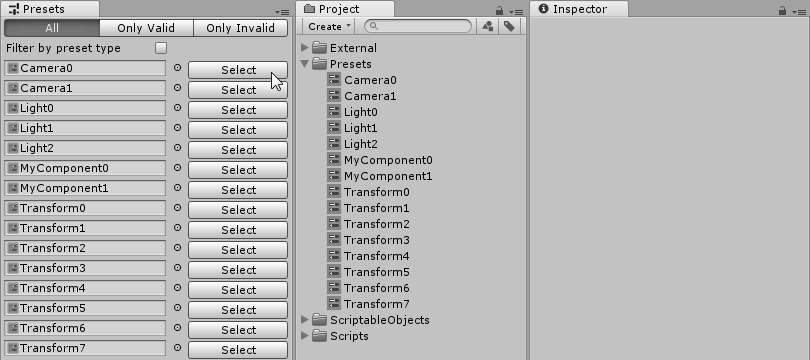 Presets
All Only Valid Only Invalid
Filter by preset type
Camera0 Select
Camera1 Select
Light0 Select
Light1 Select
Light2 Select
MyComponent0 Select
MyComponent1 Select
Transform0 Select
Transform1 Select
Transform2 Select
Transform3 Select
Transform4 Select
Transform5 Select
Transform6 Select
Transform7 Select
Project
Create
External
Presets
Camera0
Camera1
Light0
Light1
Light2
MyComponent0
MyComponent1
Transform0
Transform1
Transform2
Transform3
Transform4
Transform5
Transform6
Transform7
ScriptableObjects
Scripts
Inspector